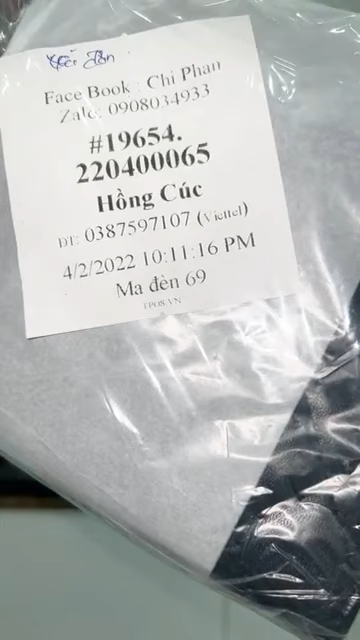 Face Book : Chi Phan
Zalo: 0908034933
#19654.
220400065
Hồng Cúc
ĐT: 0387597107 (Viettel)
4/2/2022 10:11:16 PM
Ma đèn 69
TPOS.VN